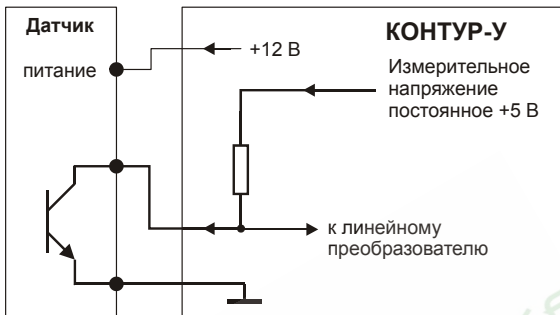 Датчик
КОНТУР-У
питание
+12 В
Измерительное
напряжение
постоянное +5 В
к линейному
преобразователю